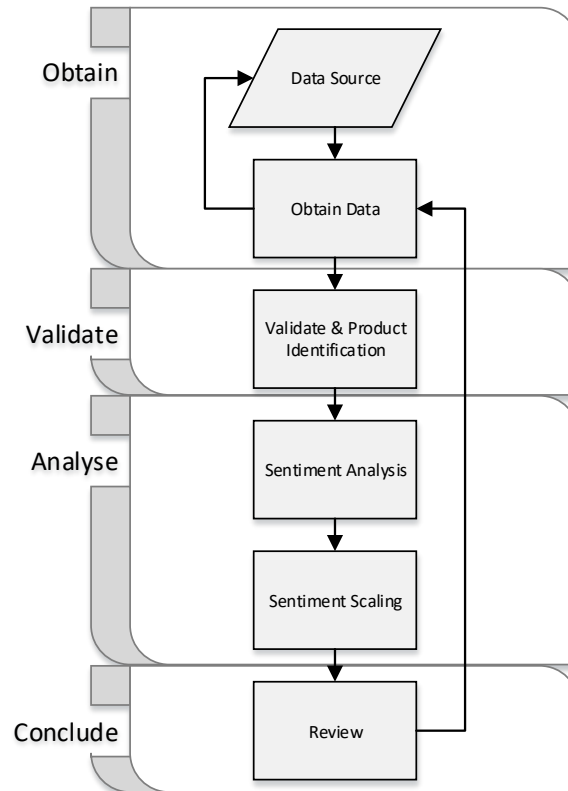 Obtain
Data Source
Obtain Data
Validate
Validate & Product
Identification
Analyse
Sentiment Analysis
Sentiment Scaling
Conclude
Review